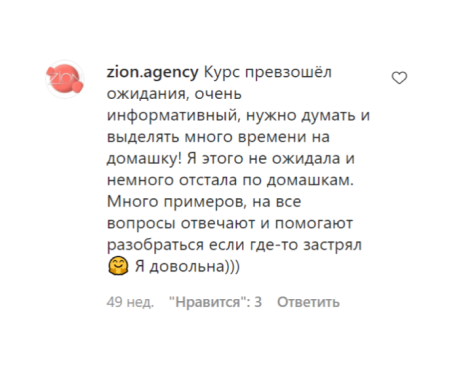 zion.agency Курс превзошёл
ожидания, очень
информативный, нужно думать и
выделять много времени на
домашку! Я этого не ожидала и
немного отстала по домашкам.
Много примеров, на все
вопросы отвечают и помогают
разобраться если где-то застрял
🤗 Я довольна)))
49 нед. "Нравится": 3 Ответить